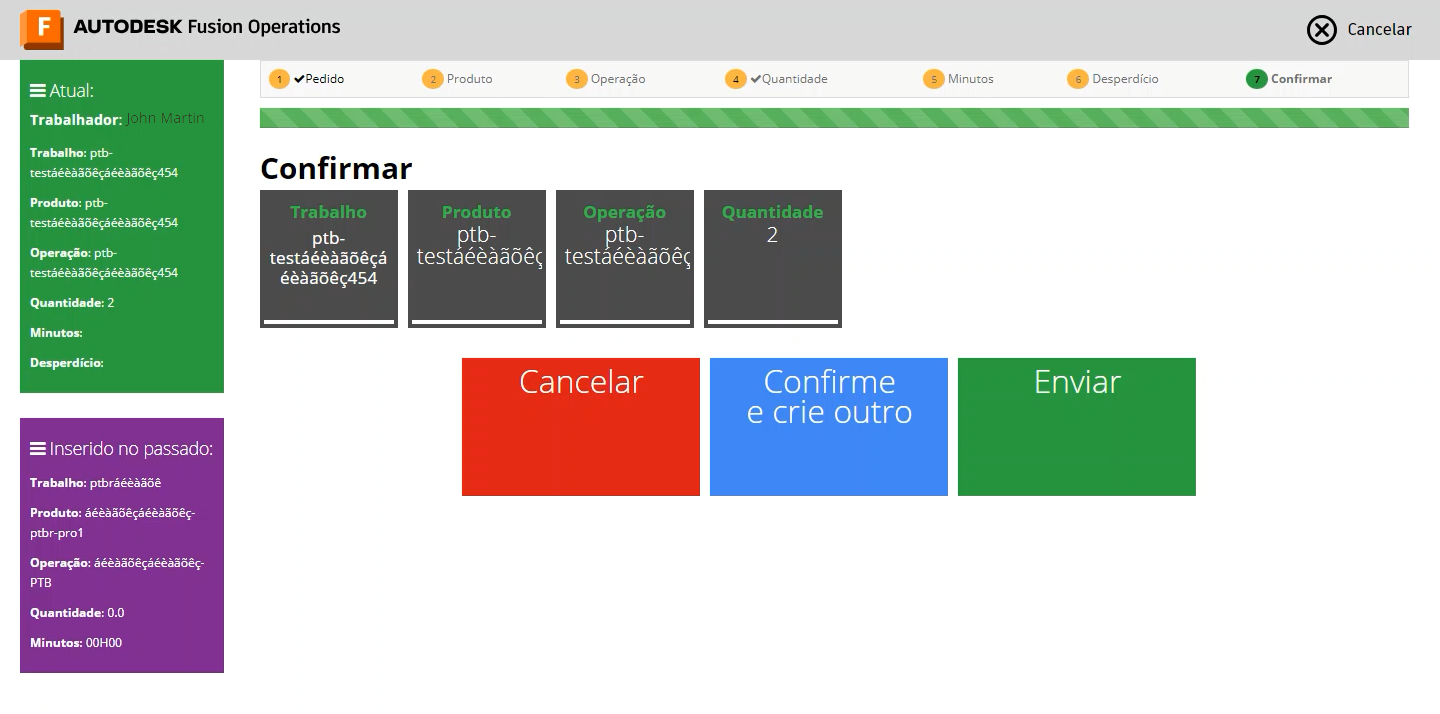 F AUTODESK Fusion Operations
Cancelar
Atual:
Trabalhador: John Martin
Trabalho: ptb-
testáéèàãõêçáéèàãõêç454
Produto: ptb-
testáéèàãõêçáéèàãõêç454
Operação: ptb-
testáéèàãõêçáéèàãõêç454
Quantidade: 2
Minutos:
Desperdício:
Inserido no passado:
Trabalho: ptbráéèàãõê
Produto: áéèàãõêçáéèàãõêç-
ptbr-pro1
Operação: áéèàãõêçáéèàãõêç-
PTB
Quantidade: 0.0
Minutos: 00H00
1 Pedido
2 Produto
3 Operação
4 Quantidade
5 Minutos
6 Desperdício
7 Confirmar
Confirmar
Trabalho
ptb-
testáéèàãõêçá
éèàãõêç454
Produto
ptb-
testáéèàãõêç
Operação
ptb-
testáéèàãõêç
Quantidade
2
Cancelar
Confirme
e crie outro
Enviar